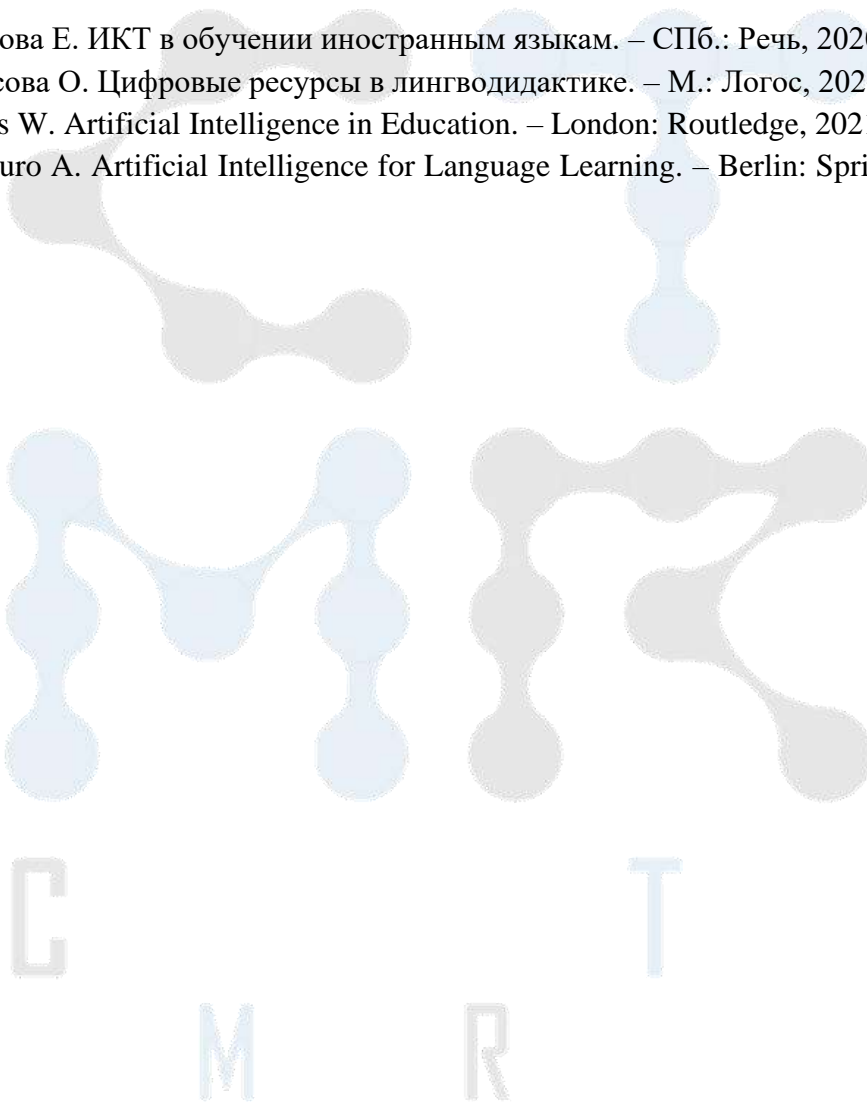 ова Е. ИКТ в обучении иностранным языкам. – СПб.: Речь, 2020
сова О. Цифровые ресурсы в лингводидактике. – М.: Логос, 202
s W. Artificial Intelligence in Education. – London: Routledge, 202
uro A. Artificial Intelligence for Language Learning. – Berlin: Spri
C T
M R